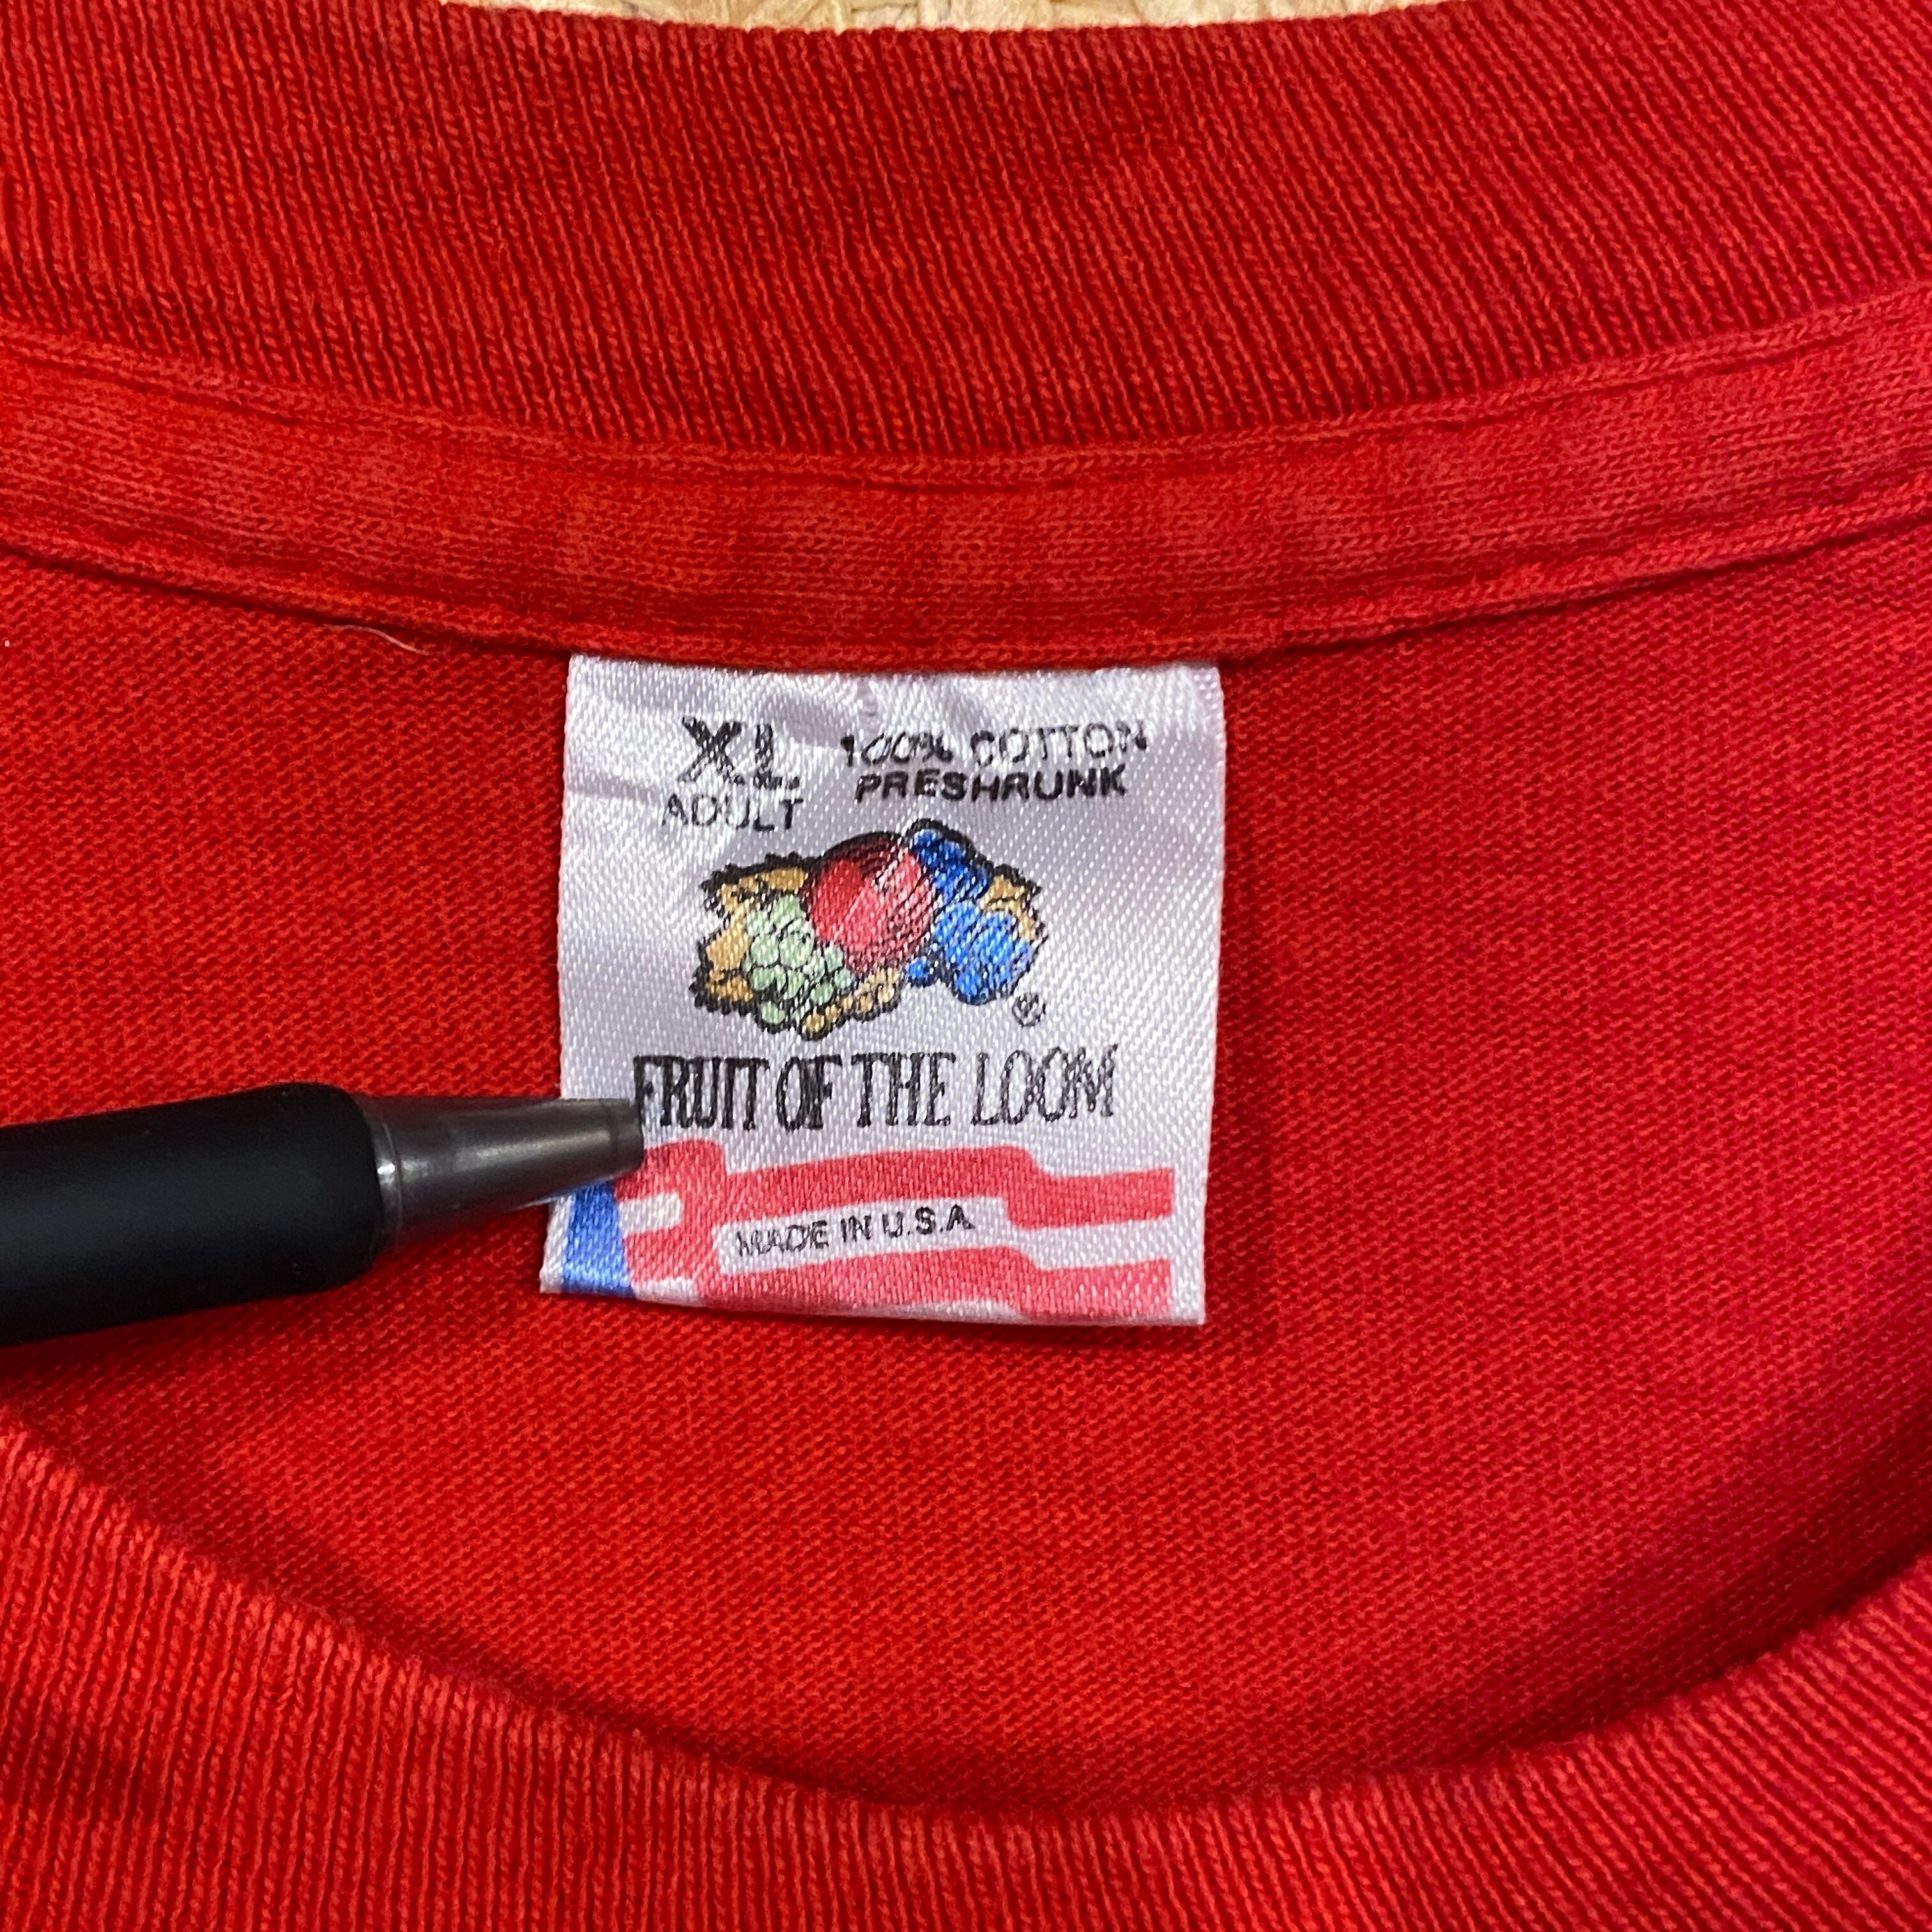 XL 100% COTTON
ADULT PRESHRUNK
®
FRUIT OF THE LOOM
MADE IN U.S.A.